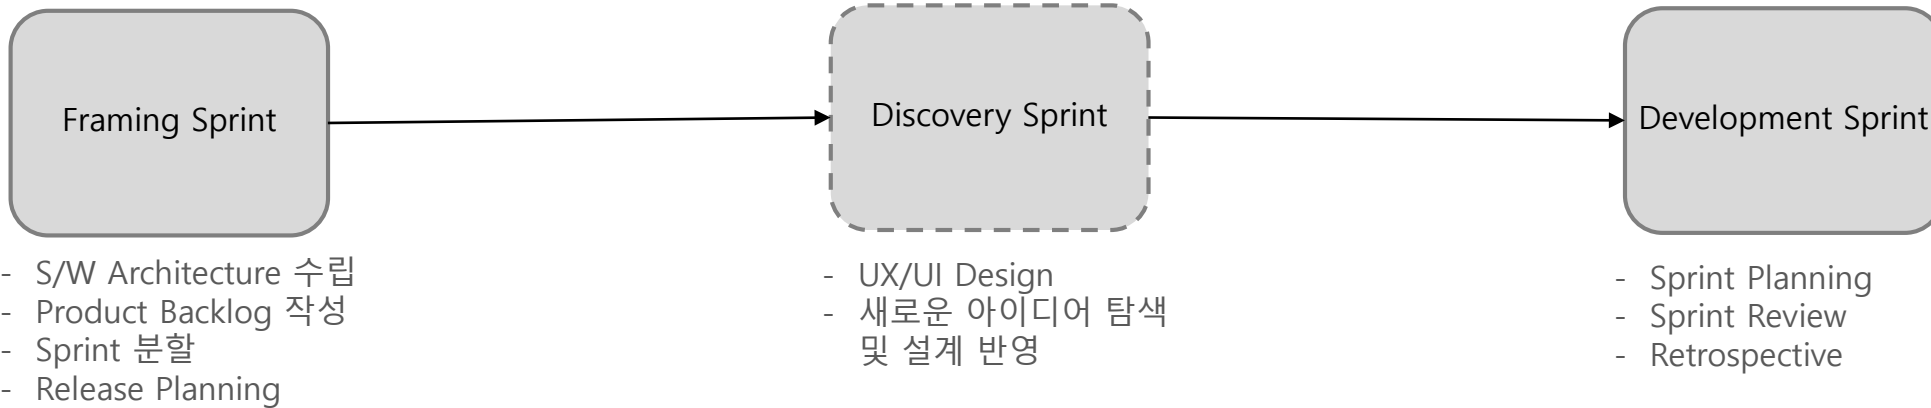 Framing Sprint
- S/W Architecture 수립
- Product Backlog 작성
- Sprint 분할
- Release Planning
Discovery Sprint
- UX/UI Design
- 새로운 아이디어 탐색
및 설계 반영
Development Sprint
- Sprint Planning
- Sprint Review
- Retrospective